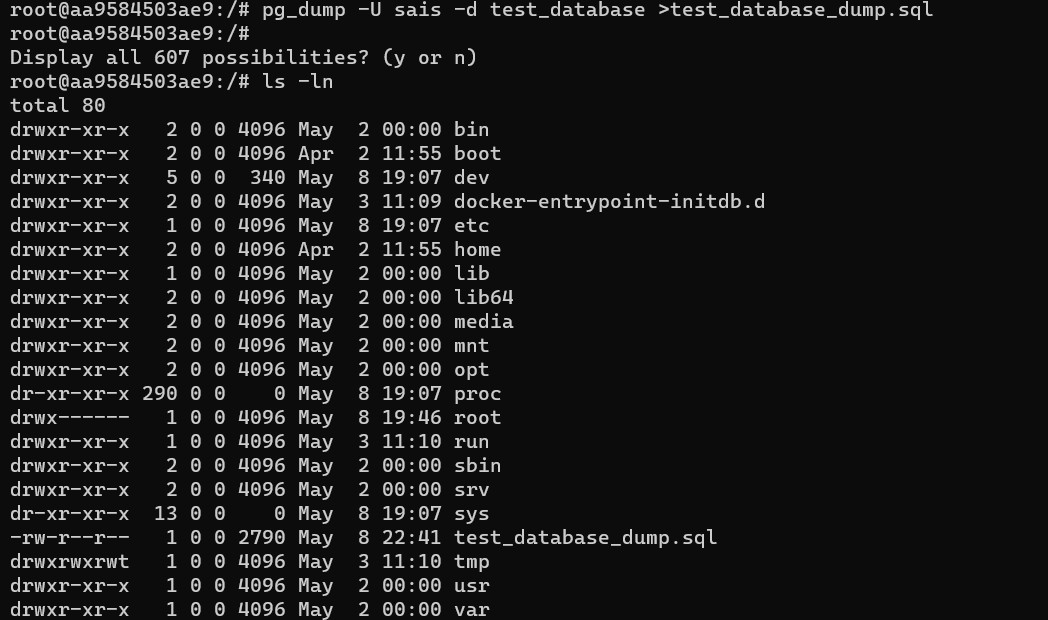 root@aa9584503ae9:/# pg_dump -U sais -d test_database >test_database_dump.sql
root@aa9584503ae9:/#
Display all 607 possibilities? (y or n)
root@aa9584503ae9:/# ls -ln
total 80
drwxr-xr-x   2 0 0 4096 May  2 00:00 bin
drwxr-xr-x   2 0 0 4096 Apr  2 11:55 boot
drwxr-xr-x   5 0 0  340 May  8 19:07 dev
drwxr-xr-x   2 0 0 4096 May  3 11:09 docker-entrypoint-initdb.d
drwxr-xr-x   1 0 0 4096 May  8 19:07 etc
drwxr-xr-x   2 0 0 4096 Apr  2 11:55 home
drwxr-xr-x   1 0 0 4096 May  2 00:00 lib
drwxr-xr-x   2 0 0 4096 May  2 00:00 lib64
drwxr-xr-x   2 0 0 4096 May  2 00:00 media
drwxr-xr-x   2 0 0 4096 May  2 00:00 mnt
drwxr-xr-x   2 0 0 4096 May  2 00:00 opt
dr-xr-xr-x 290 0 0    0 May  8 19:07 proc
drwx------   1 0 0 4096 May  8 19:46 root
drwxr-xr-x   1 0 0 4096 May  3 11:10 run
drwxr-xr-x   2 0 0 4096 May  2 00:00 sbin
drwxr-xr-x   2 0 0 4096 May  2 00:00 srv
dr-xr-xr-x  13 0 0    0 May  8 19:07 sys
-rw-r--r--   1 0 0 2790 May  8 22:41 test_database_dump.sql
drwxrwxrwt   1 0 0 4096 May  3 11:10 tmp
drwxr-xr-x   1 0 0 4096 May  2 00:00 usr
drwxr-xr-x   1 0 0 4096 May  2 00:00 var